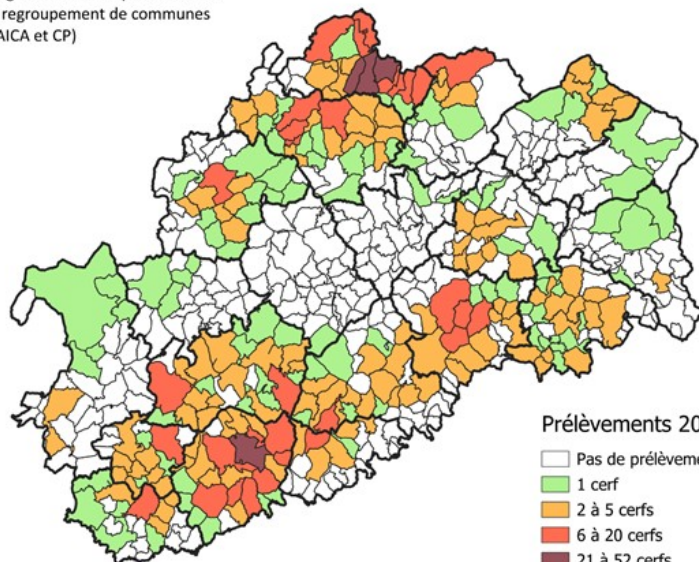 regroupement de communes
AICA et CP)
Prélèvements 20
Pas de prélèveme
1 cerf
2 à 5 cerfs
6 à 20 cerfs
21 à 52 cerfs